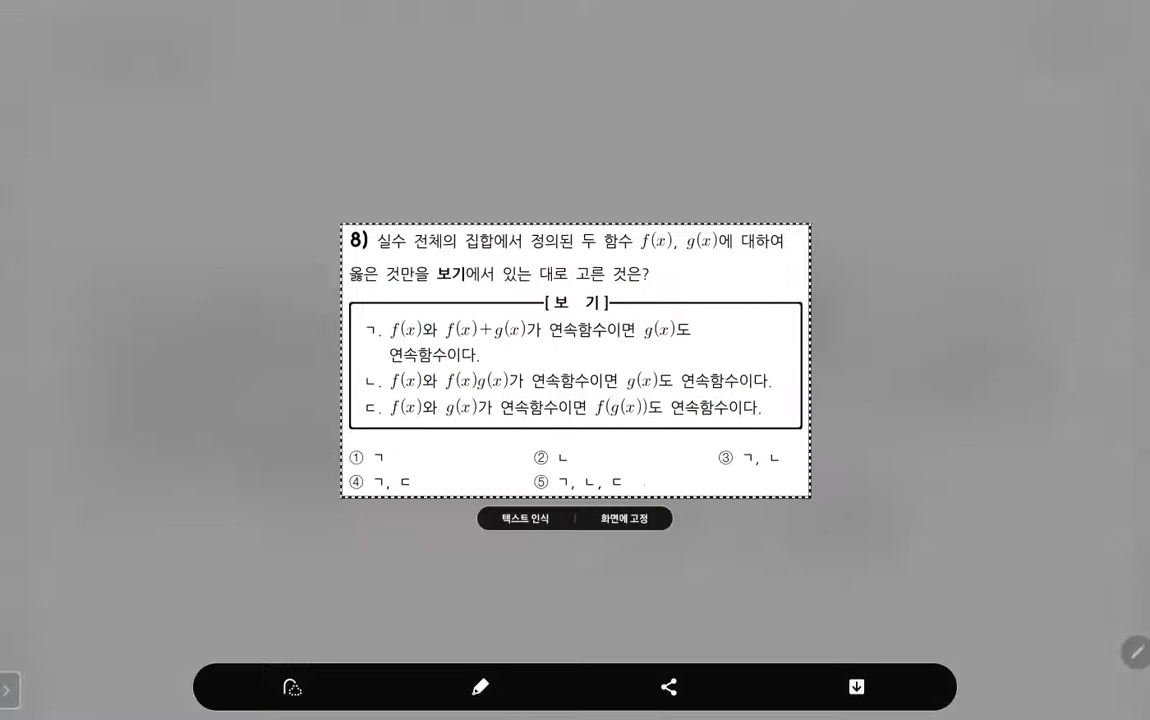 8) 실수 전체의 집합에서 정의된 두 함수 f(x), g(x)에 대하여
옳은 것만을 보기에서 있는 대로 고른 것은?
[ 보 기 ]
ㄱ. f(x)와 f(x)+g(x)가 연속함수이면 g(x)도
연속함수이다.
ㄴ. f(x)와 f(x)g(x)가 연속함수이면 g(x)도 연속함수이다.
ㄷ. f(x)와 g(x)가 연속함수이면 f(g(x))도 연속함수이다.
① ㄱ ② ㄴ ③ ㄱ, ㄴ
④ ㄱ, ㄷ ⑤ ㄱ, ㄴ, ㄷ
텍스트 인식 | 화면에 고정